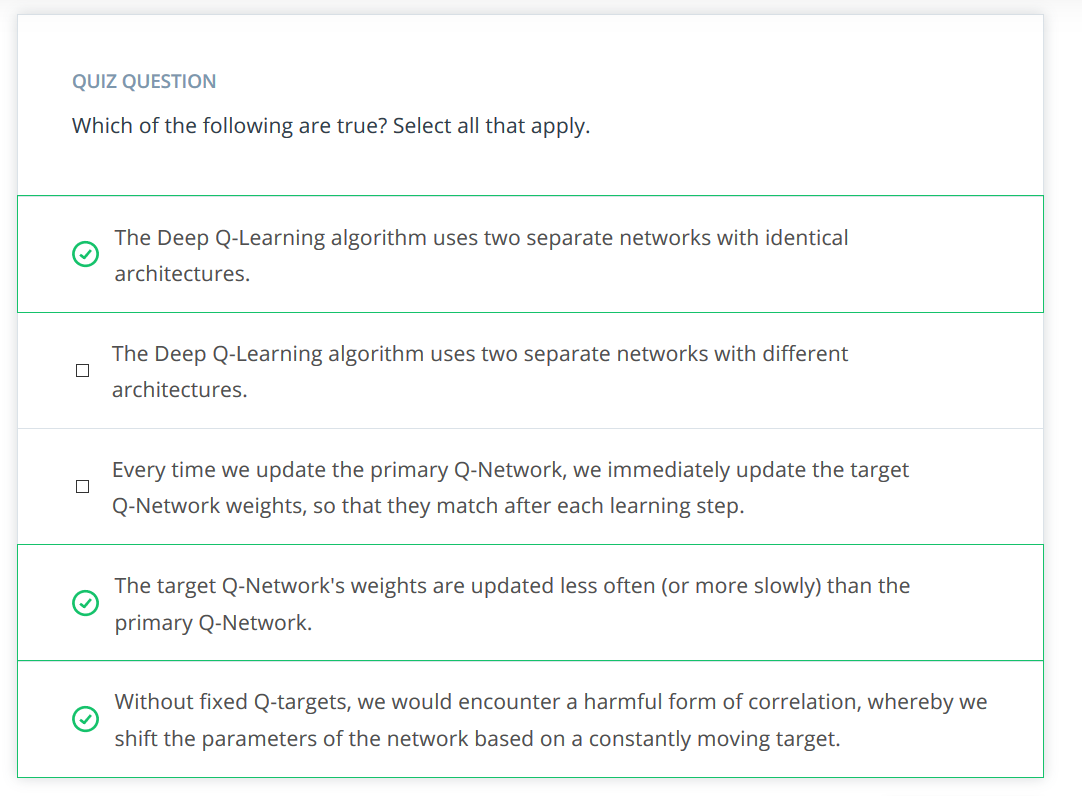 QUIZ QUESTION
Which of the following are true? Select all that apply.
The Deep Q-Learning algorithm uses two separate networks with identical
architectures.
The Deep Q-Learning algorithm uses two separate networks with different
architectures.
Every time we update the primary Q-Network, we immediately update the target
Q-Network weights, so that they match after each learning step.
The target Q-Network's weights are updated less often (or more slowly) than the
primary Q-Network.
Without fixed Q-targets, we would encounter a harmful form of correlation, whereby we
shift the parameters of the network based on a constantly moving target.